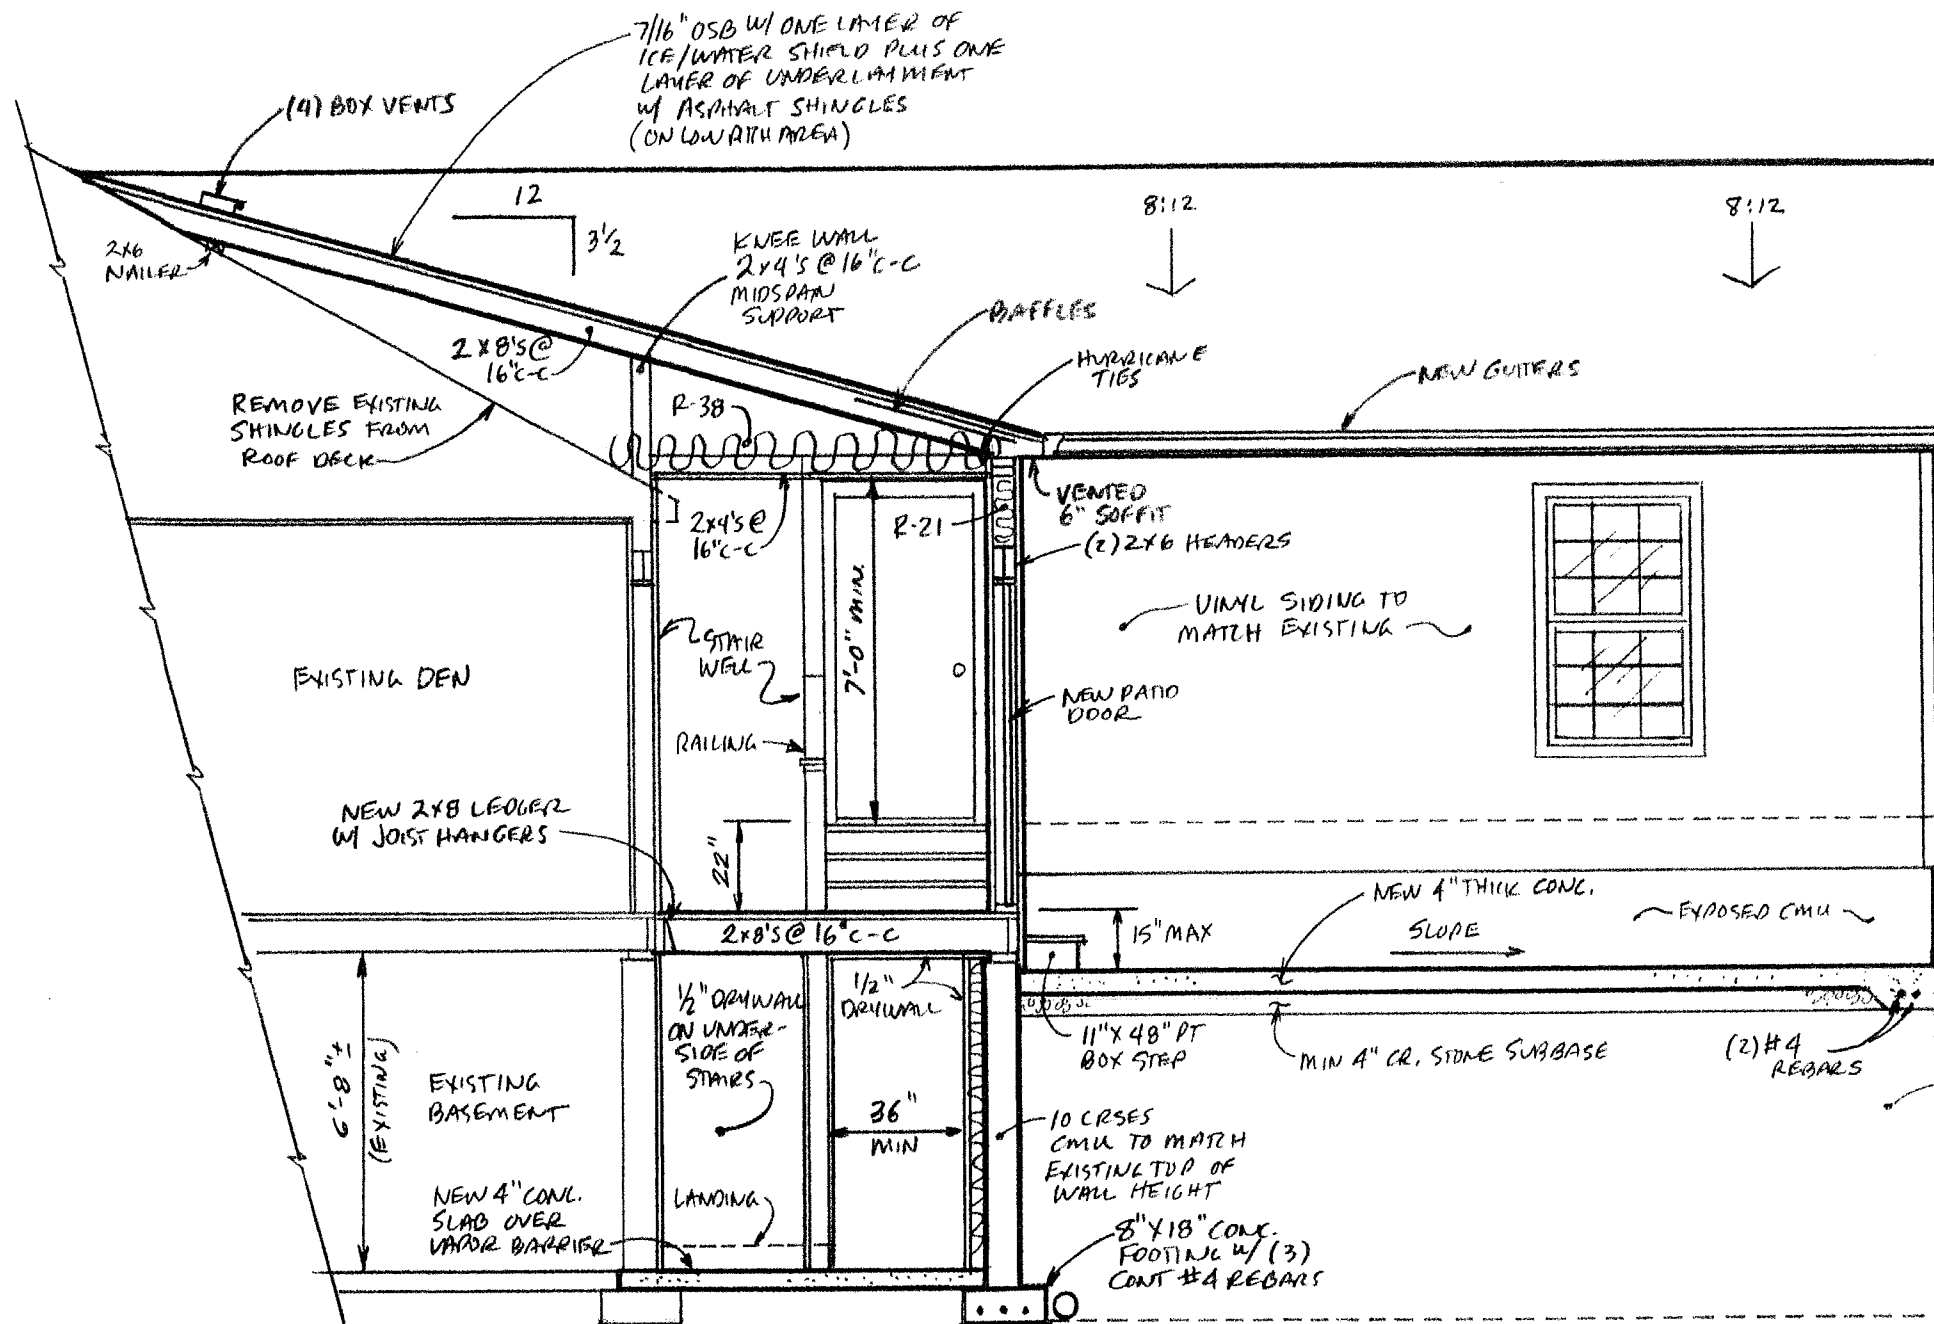 7/16" OSB W/ ONE LAYER OF
ICE/WATER SHIELD PLUS ONE
LAYER OF UNDERLAYMENT
W/ ASPHALT SHINGLES
(ON LOW PITCH AREA)
(4) BOX VENTS
12
3 1/2
8:12
8:12
2X6
NAILER
KNEE WALL
2X4'S @ 16"C-C
MIDSPAN
SUPPORT
BAFFLES
2X8'S @
16"C-C
HURRICANE
TIES
NEW GUTTERS
REMOVE EXISTING
SHINGLES FROM
ROOF DECK
R-38
VENTED
6" SOFFIT
2X4'S @
16"C-C
R-21
(2) 2X6 HEADERS
7'-0" MIN.
VINYL SIDING TO
MATCH EXISTING
STAIR
WELL
EXISTING DEN
NEW PATIO
DOOR
RAILING
NEW 2X8 LEDGER
W/ JOIST HANGERS
22"
NEW 4" THICK CONC.
2X8'S @ 16"C-C
15" MAX
SLOPE
EXPOSED CMU
1/2" DRYWALL
ON UNDER-
SIDE OF
STAIRS
1/2"
DRYWALL
11" X 48" PT
BOX STEP
MIN 4" CR. STONE SUBBASE
(2) #4
REBARS
6'-8" ±
(EXISTING)
EXISTING
BASEMENT
36"
MIN
10 CRSES
CMU TO MATCH
EXISTING TOP OF
WALL HEIGHT
NEW 4" CONC.
SLAB OVER
VAPOR BARRIER
LANDING
8" X 18" CONC.
FOOTING W/ (3)
CONT #4 REBARS